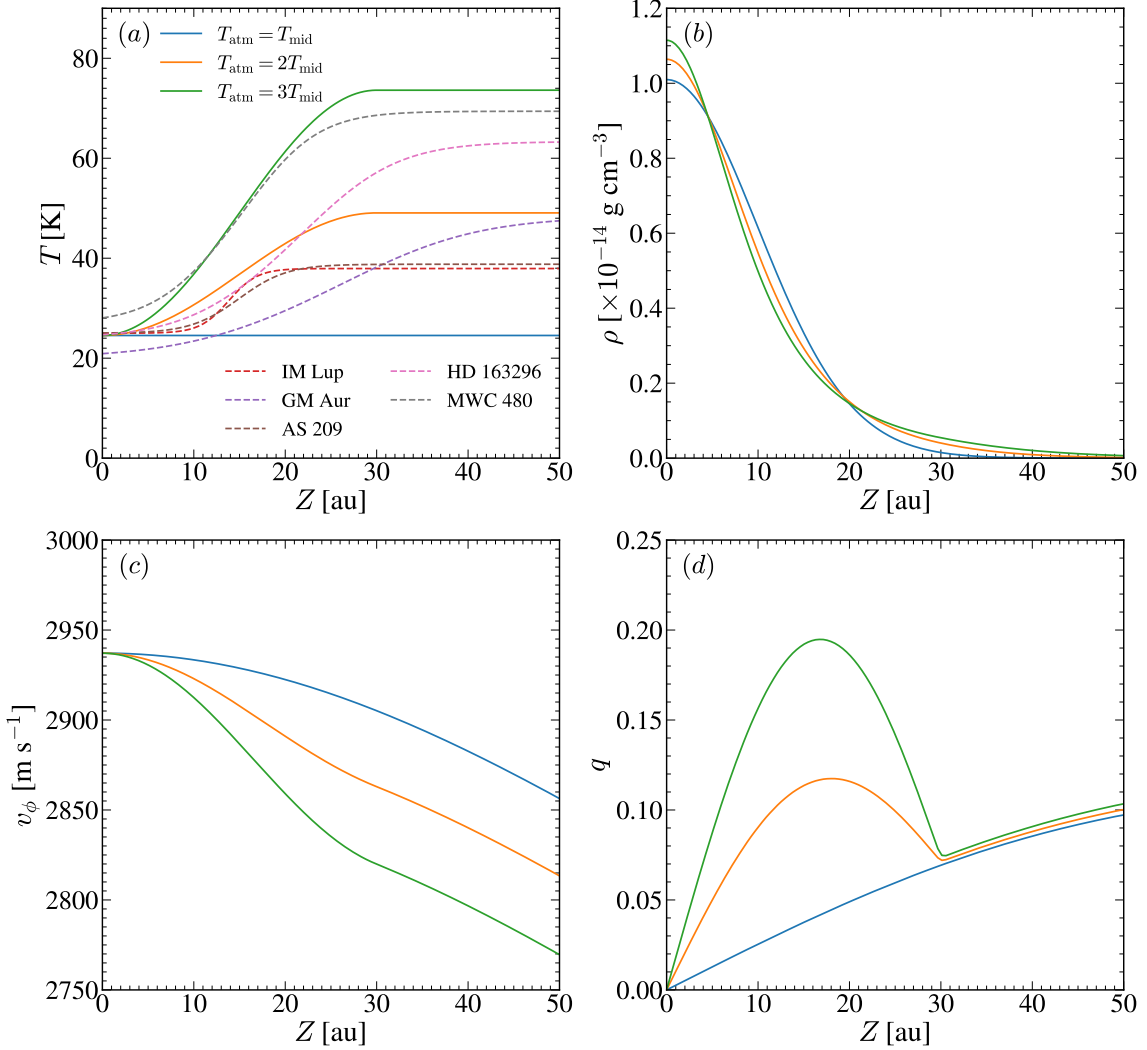 (a)
T_atm = T_mid
T_atm = 2T_mid
T_atm = 3T_mid
IM Lup
GM Aur
AS 209
HD 163296
MWC 480
T [K]
0
20
40
60
80
0
10
20
30
40
50
Z [au]
(b)
ρ [×10^−14 g cm^−3]
0.0
0.2
0.4
0.6
0.8
1.0
1.2
0
10
20
30
40
50
Z [au]
(c)
v_ϕ [m s^−1]
2750
2800
2850
2900
2950
3000
0
10
20
30
40
50
Z [au]
(d)
q
0.00
0.05
0.10
0.15
0.20
0.25
0
10
20
30
40
50
Z [au]